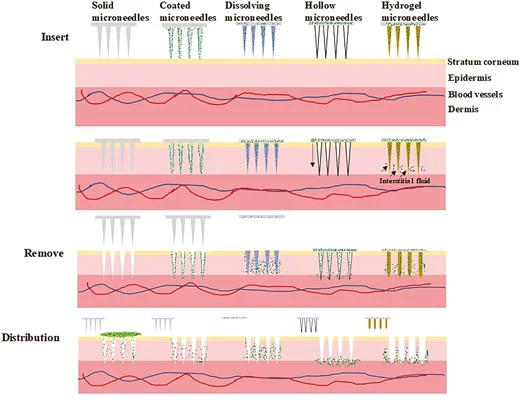 Solid microneedles
Coated microneedles
Dissolving microneedles
Hollow microneedles
Hydrogel microneedles
Insert
Stratum corneum
Epidermis
Blood vessels
Dermis
Interstitial fluid
Remove
Distribution